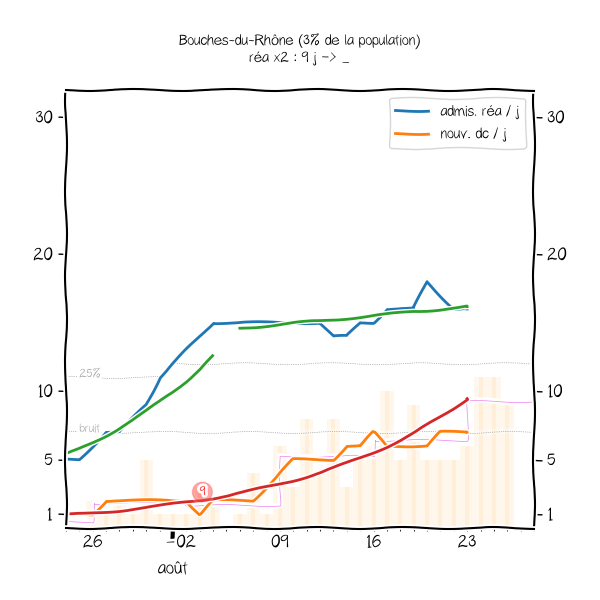 Bouches-du-Rhône (3% de la population)
réa x2 : 9 j -> _
admis. réa / j
nouv. dc / j
30
30
20
20
25%
10
10
bruit
5
5
9
1
1
26
02
09
16
23
août